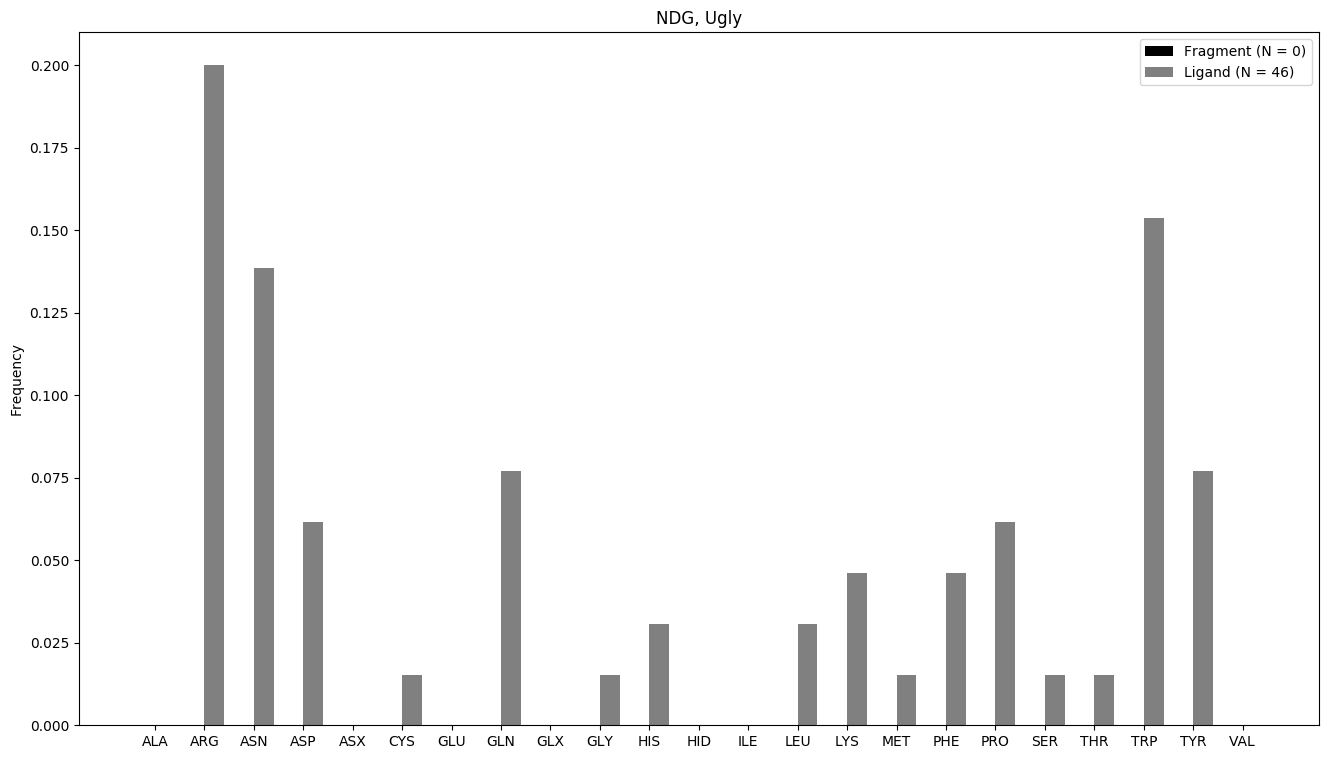 NDG, Ugly
Fragment (N = 0)
Ligand (N = 46)
Frequency
0.200
0.175
0.150
0.125
0.100
0.075
0.050
0.025
0.000
ALA ARG ASN ASP ASX CYS GLU GLN GLX GLY HIS HID ILE LEU LYS MET PHE PRO SER THR TRP TYR VAL